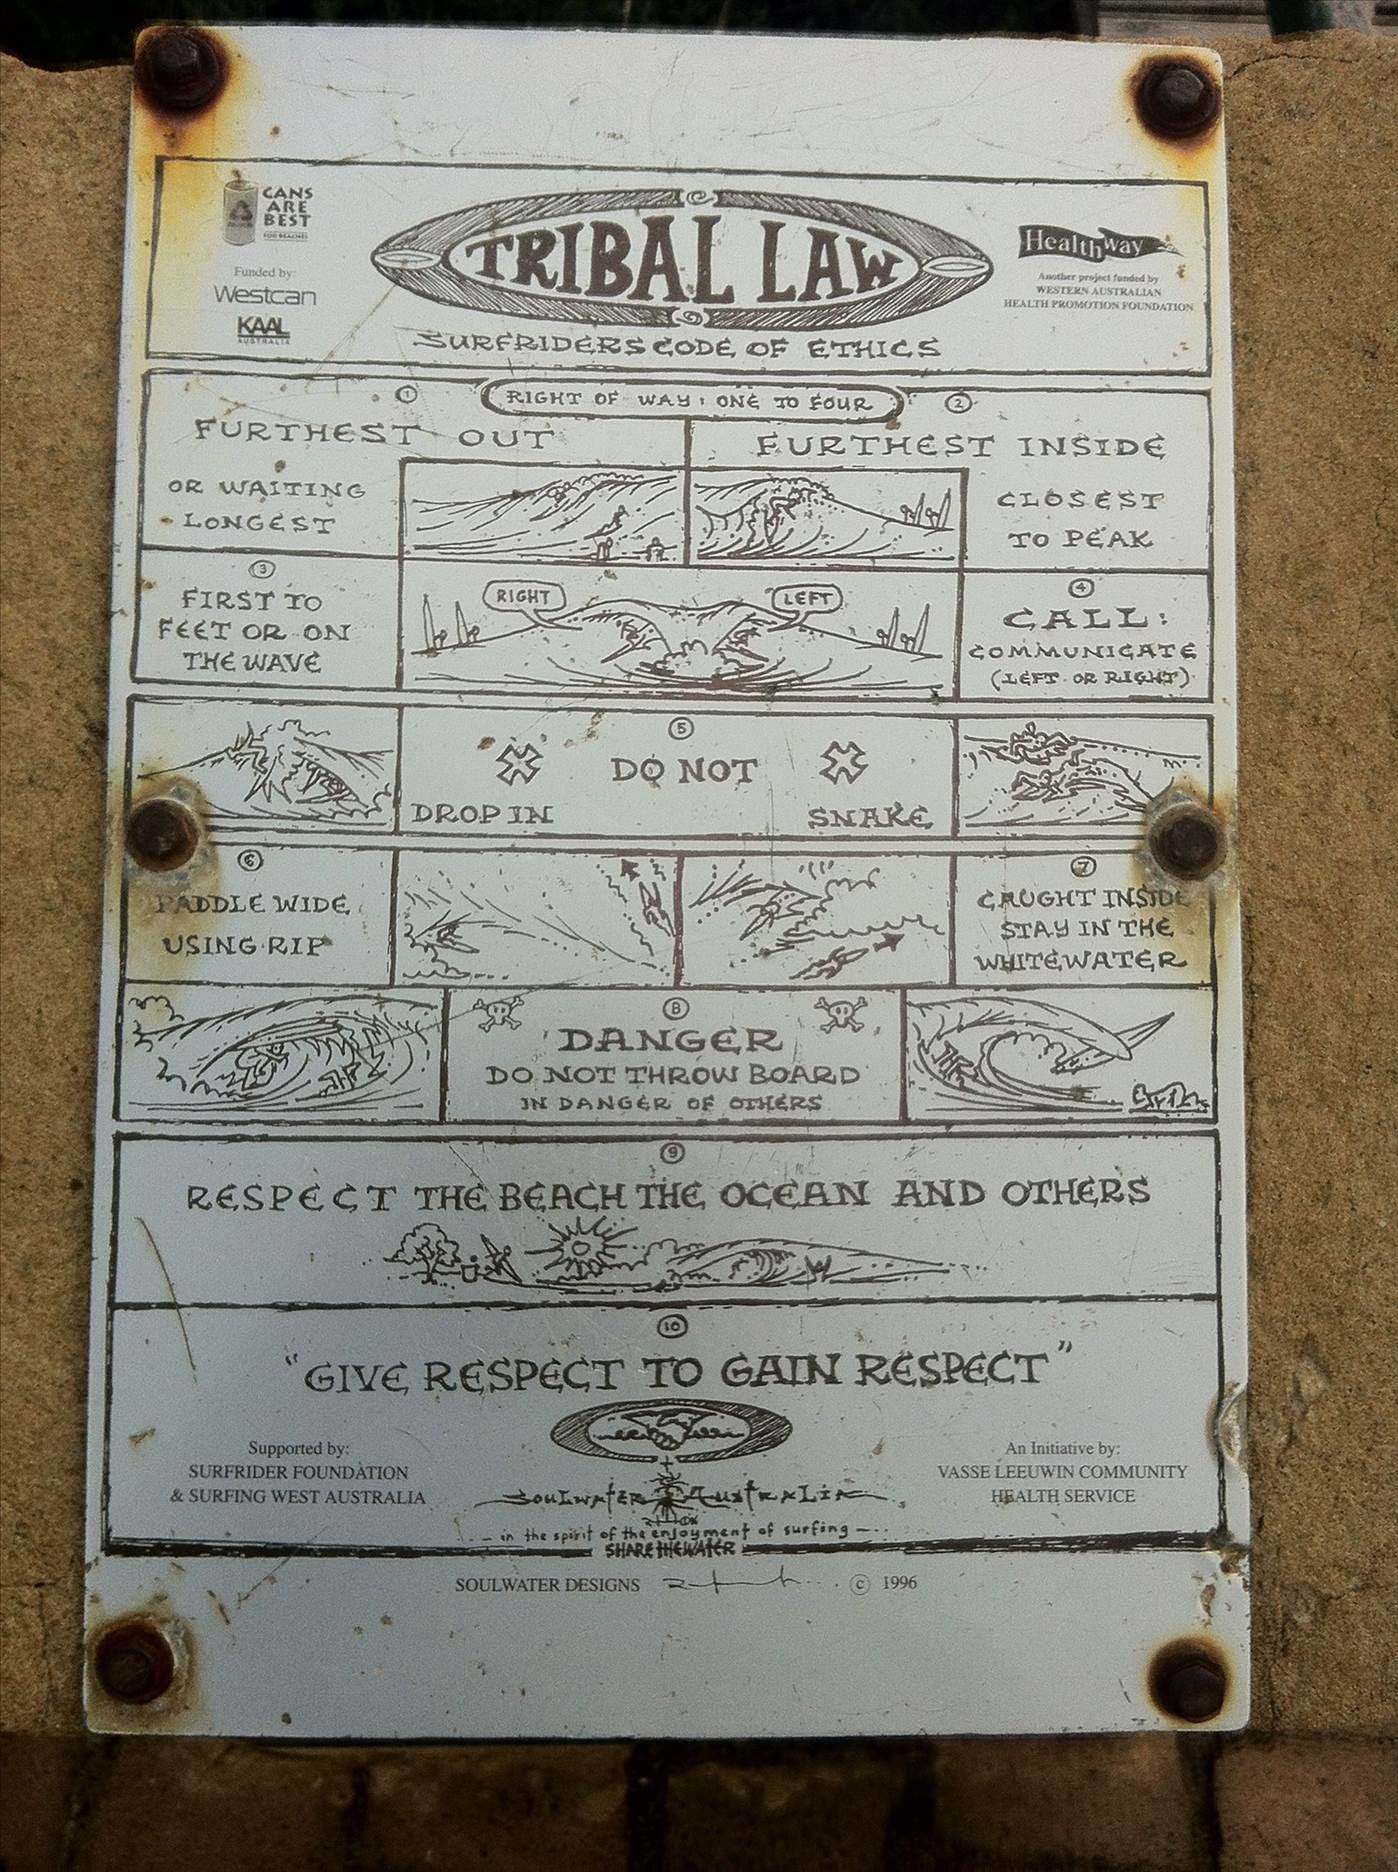 CANS
ARE
BEST
FOR BEACHES
Funded by:
Westcan
KAAL
AUSTRALIA
TRIBAL LAW
SURFRIDERS CODE OF ETHICS
HealthWay
Another project funded by
WESTERN AUSTRALIAN
HEALTH PROMOTION FOUNDATION
RIGHT OF WAY: ONE TO FOUR
1
FURTHEST OUT
OR WAITING
LONGEST
2
FURTHEST INSIDE
CLOSEST
TO PEAK
3
FIRST TO
FEET OR ON
THE WAVE
RIGHT
LEFT
4
CALL:
COMMUNICATE
(LEFT OR RIGHT)
5
DO NOT
DROP IN
SNAKE
6
PADDLE WIDE
USING RIP
7
CAUGHT INSIDE
STAY IN THE
WHITEWATER
8
DANGER
DO NOT THROW BOARD
IN DANGER OF OTHERS
9
RESPECT THE BEACH THE OCEAN AND OTHERS
10
"GIVE RESPECT TO GAIN RESPECT"
Supported by:
SURFRIDER FOUNDATION
& SURFING WEST AUSTRALIA
An Initiative by:
VASSE LEEUWIN COMMUNITY
HEALTH SERVICE
SOULWATER AUSTRALIA
- in the spirit of the enjoyment of surfing -
SHARE THE WATER
SOULWATER DESIGNS © 1996